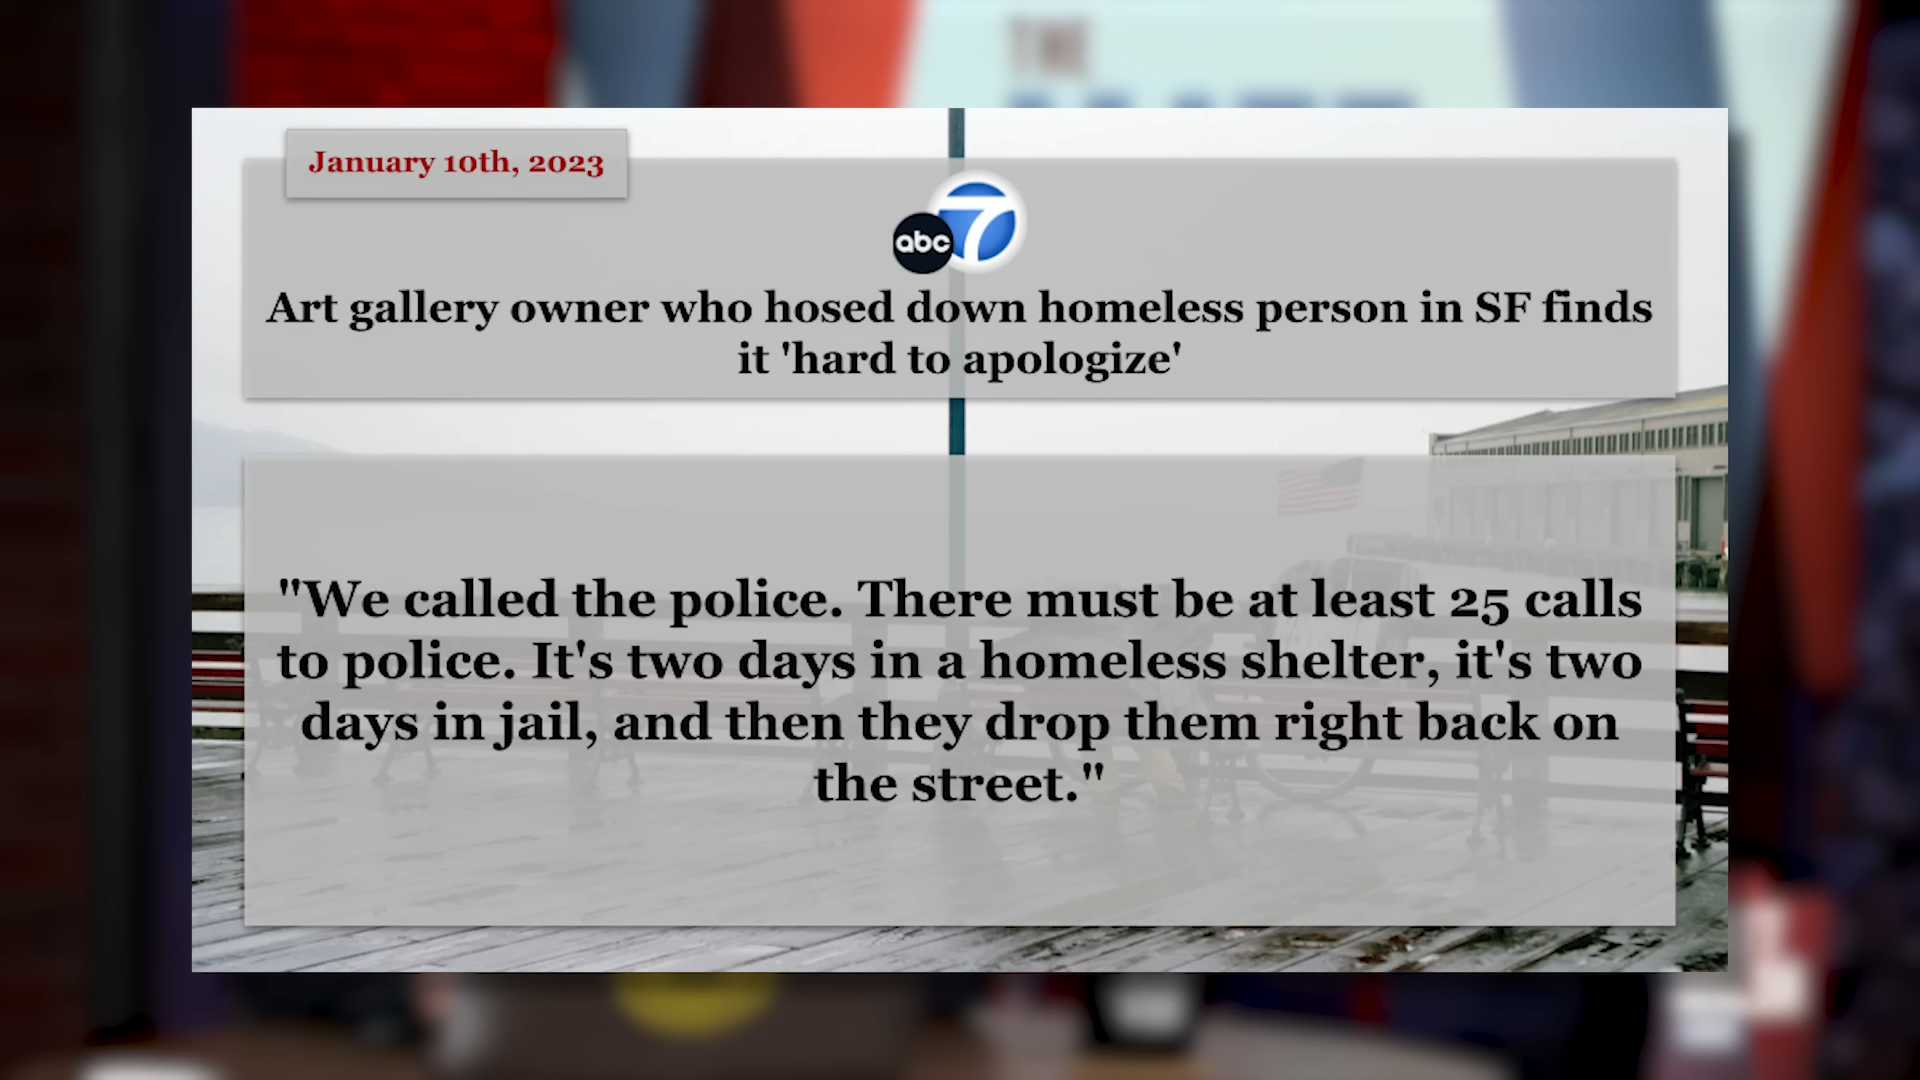 THE
January 10th, 2023
abc 7
Art gallery owner who hosed down homeless person in SF finds
it 'hard to apologize'
"We called the police. There must be at least 25 calls
to police. It's two days in a homeless shelter, it's two
days in jail, and then they drop them right back on
the street."